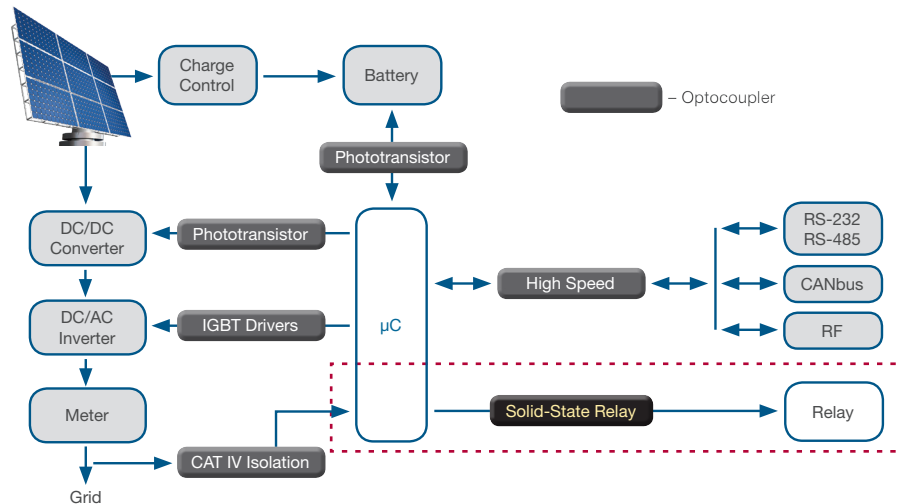 Charge
Control
Battery
– Optocoupler
Phototransistor
DC/DC
Converter
Phototransistor
RS-232
RS-485
High Speed
CANbus
DC/AC
Inverter
IGBT Drivers
µC
RF
Meter
Solid-State Relay
Relay
CAT IV Isolation
Grid